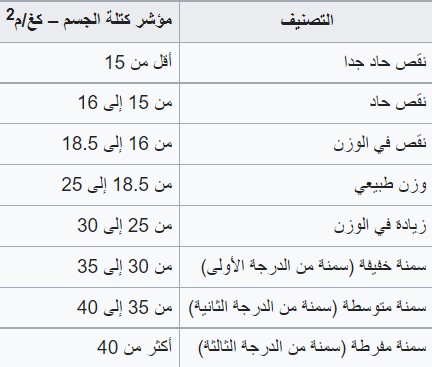 التصنيف مؤشر كتلة الجسم – كغ/م2
نقص حاد جدا أقل من 15
نقص حاد من 15 إلى 16
نقص في الوزن من 16 إلى 18.5
وزن طبيعي من 18.5 إلى 25
زيادة في الوزن من 25 إلى 30
سمنة خفيفة (سمنة من الدرجة الأولى) من 30 إلى 35
سمنة متوسطة (سمنة من الدرجة الثانية) من 35 إلى 40
سمنة مفرطة (سمنة من الدرجة الثالثة) أكثر من 40